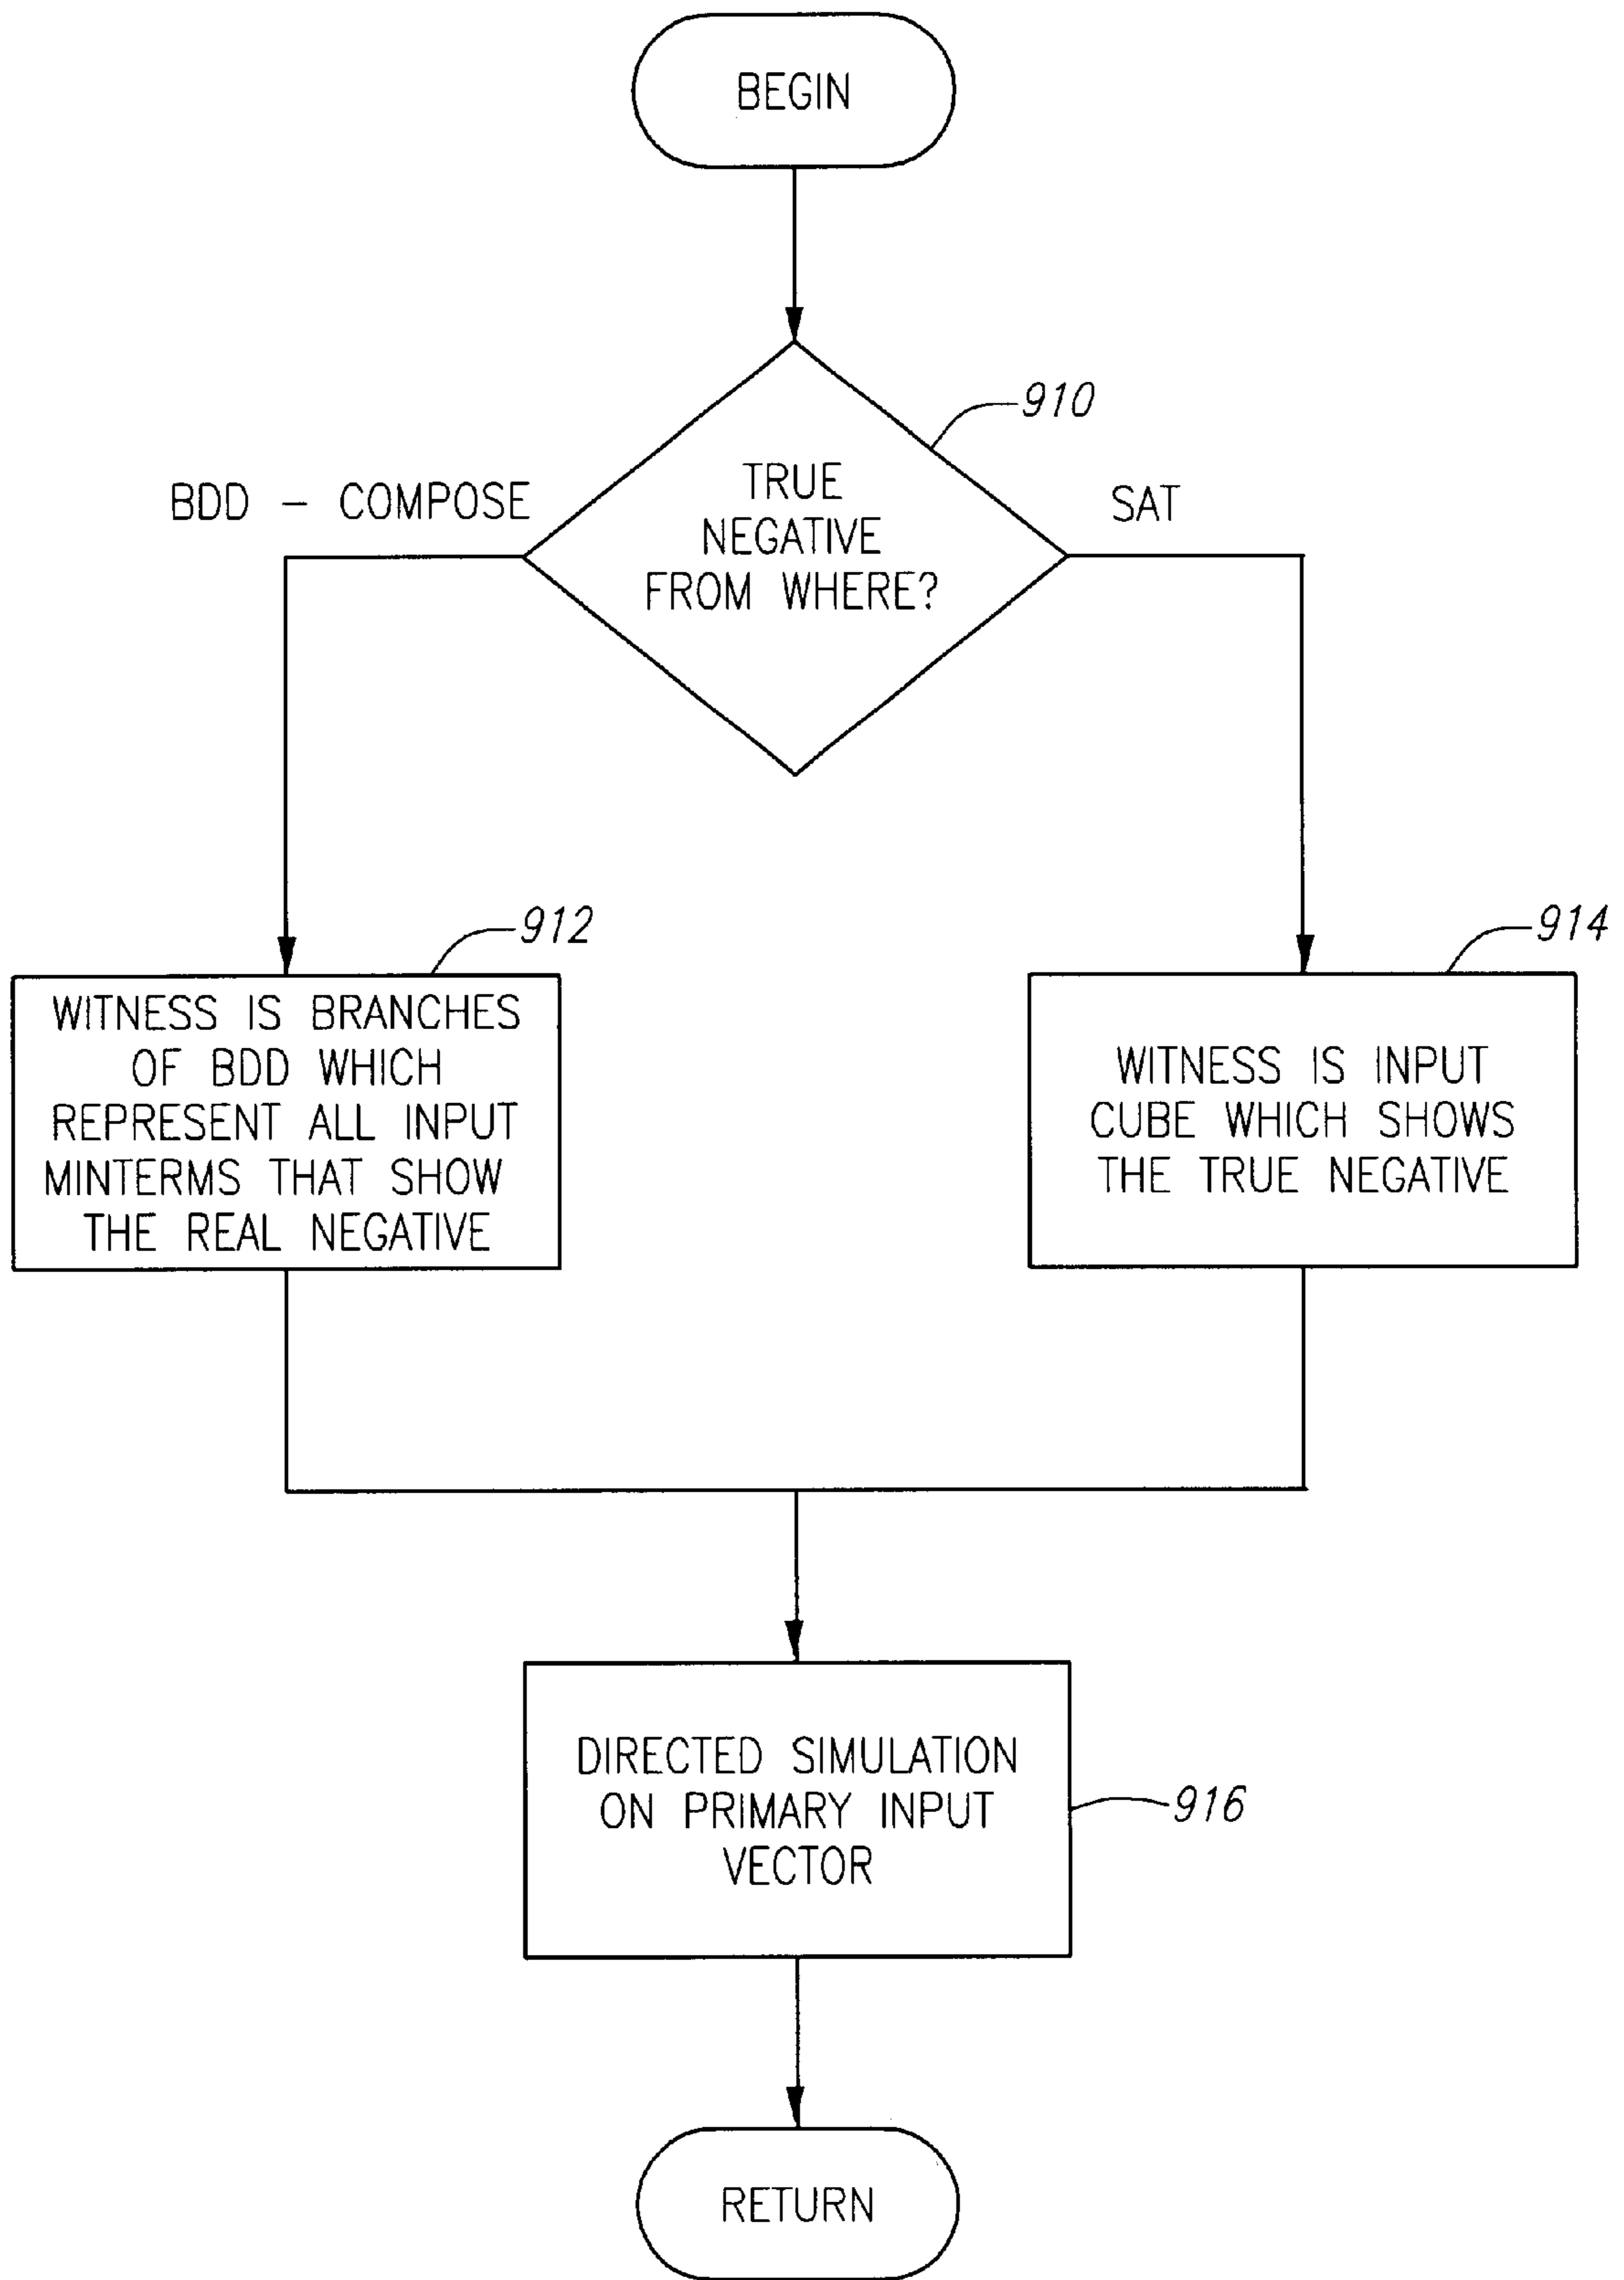 BEGIN
910
TRUE
NEGATIVE
FROM WHERE?
BDD – COMPOSE
SAT
912
WITNESS IS BRANCHES
OF BDD WHICH
REPRESENT ALL INPUT
MINTERMS THAT SHOW
THE REAL NEGATIVE
914
WITNESS IS INPUT
CUBE WHICH SHOWS
THE TRUE NEGATIVE
DIRECTED SIMULATION
ON PRIMARY INPUT
VECTOR
916
RETURN